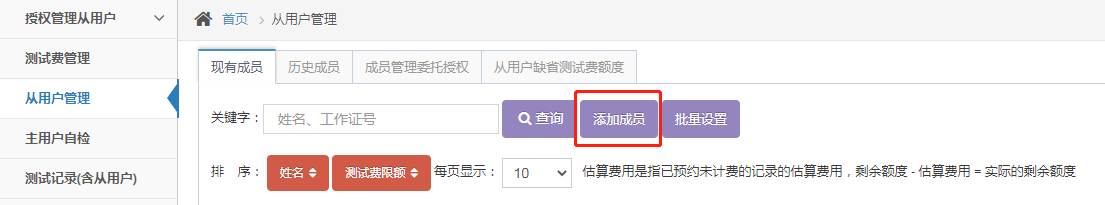 授权管理从用户
首页 从用户管理
测试费管理
现有成员 历史成员 成员管理委托授权 从用户缺省测试费额度
从用户管理
关键字： 姓名、工作证号 查询 添加成员 批量设置
主用户自检
排 序： 姓名 测试费限额 每页显示： 10 估算费用是指已预约未计费的记录的估算费用，剩余额度 - 估算费用 = 实际的剩余额度
测试记录(含从用户)